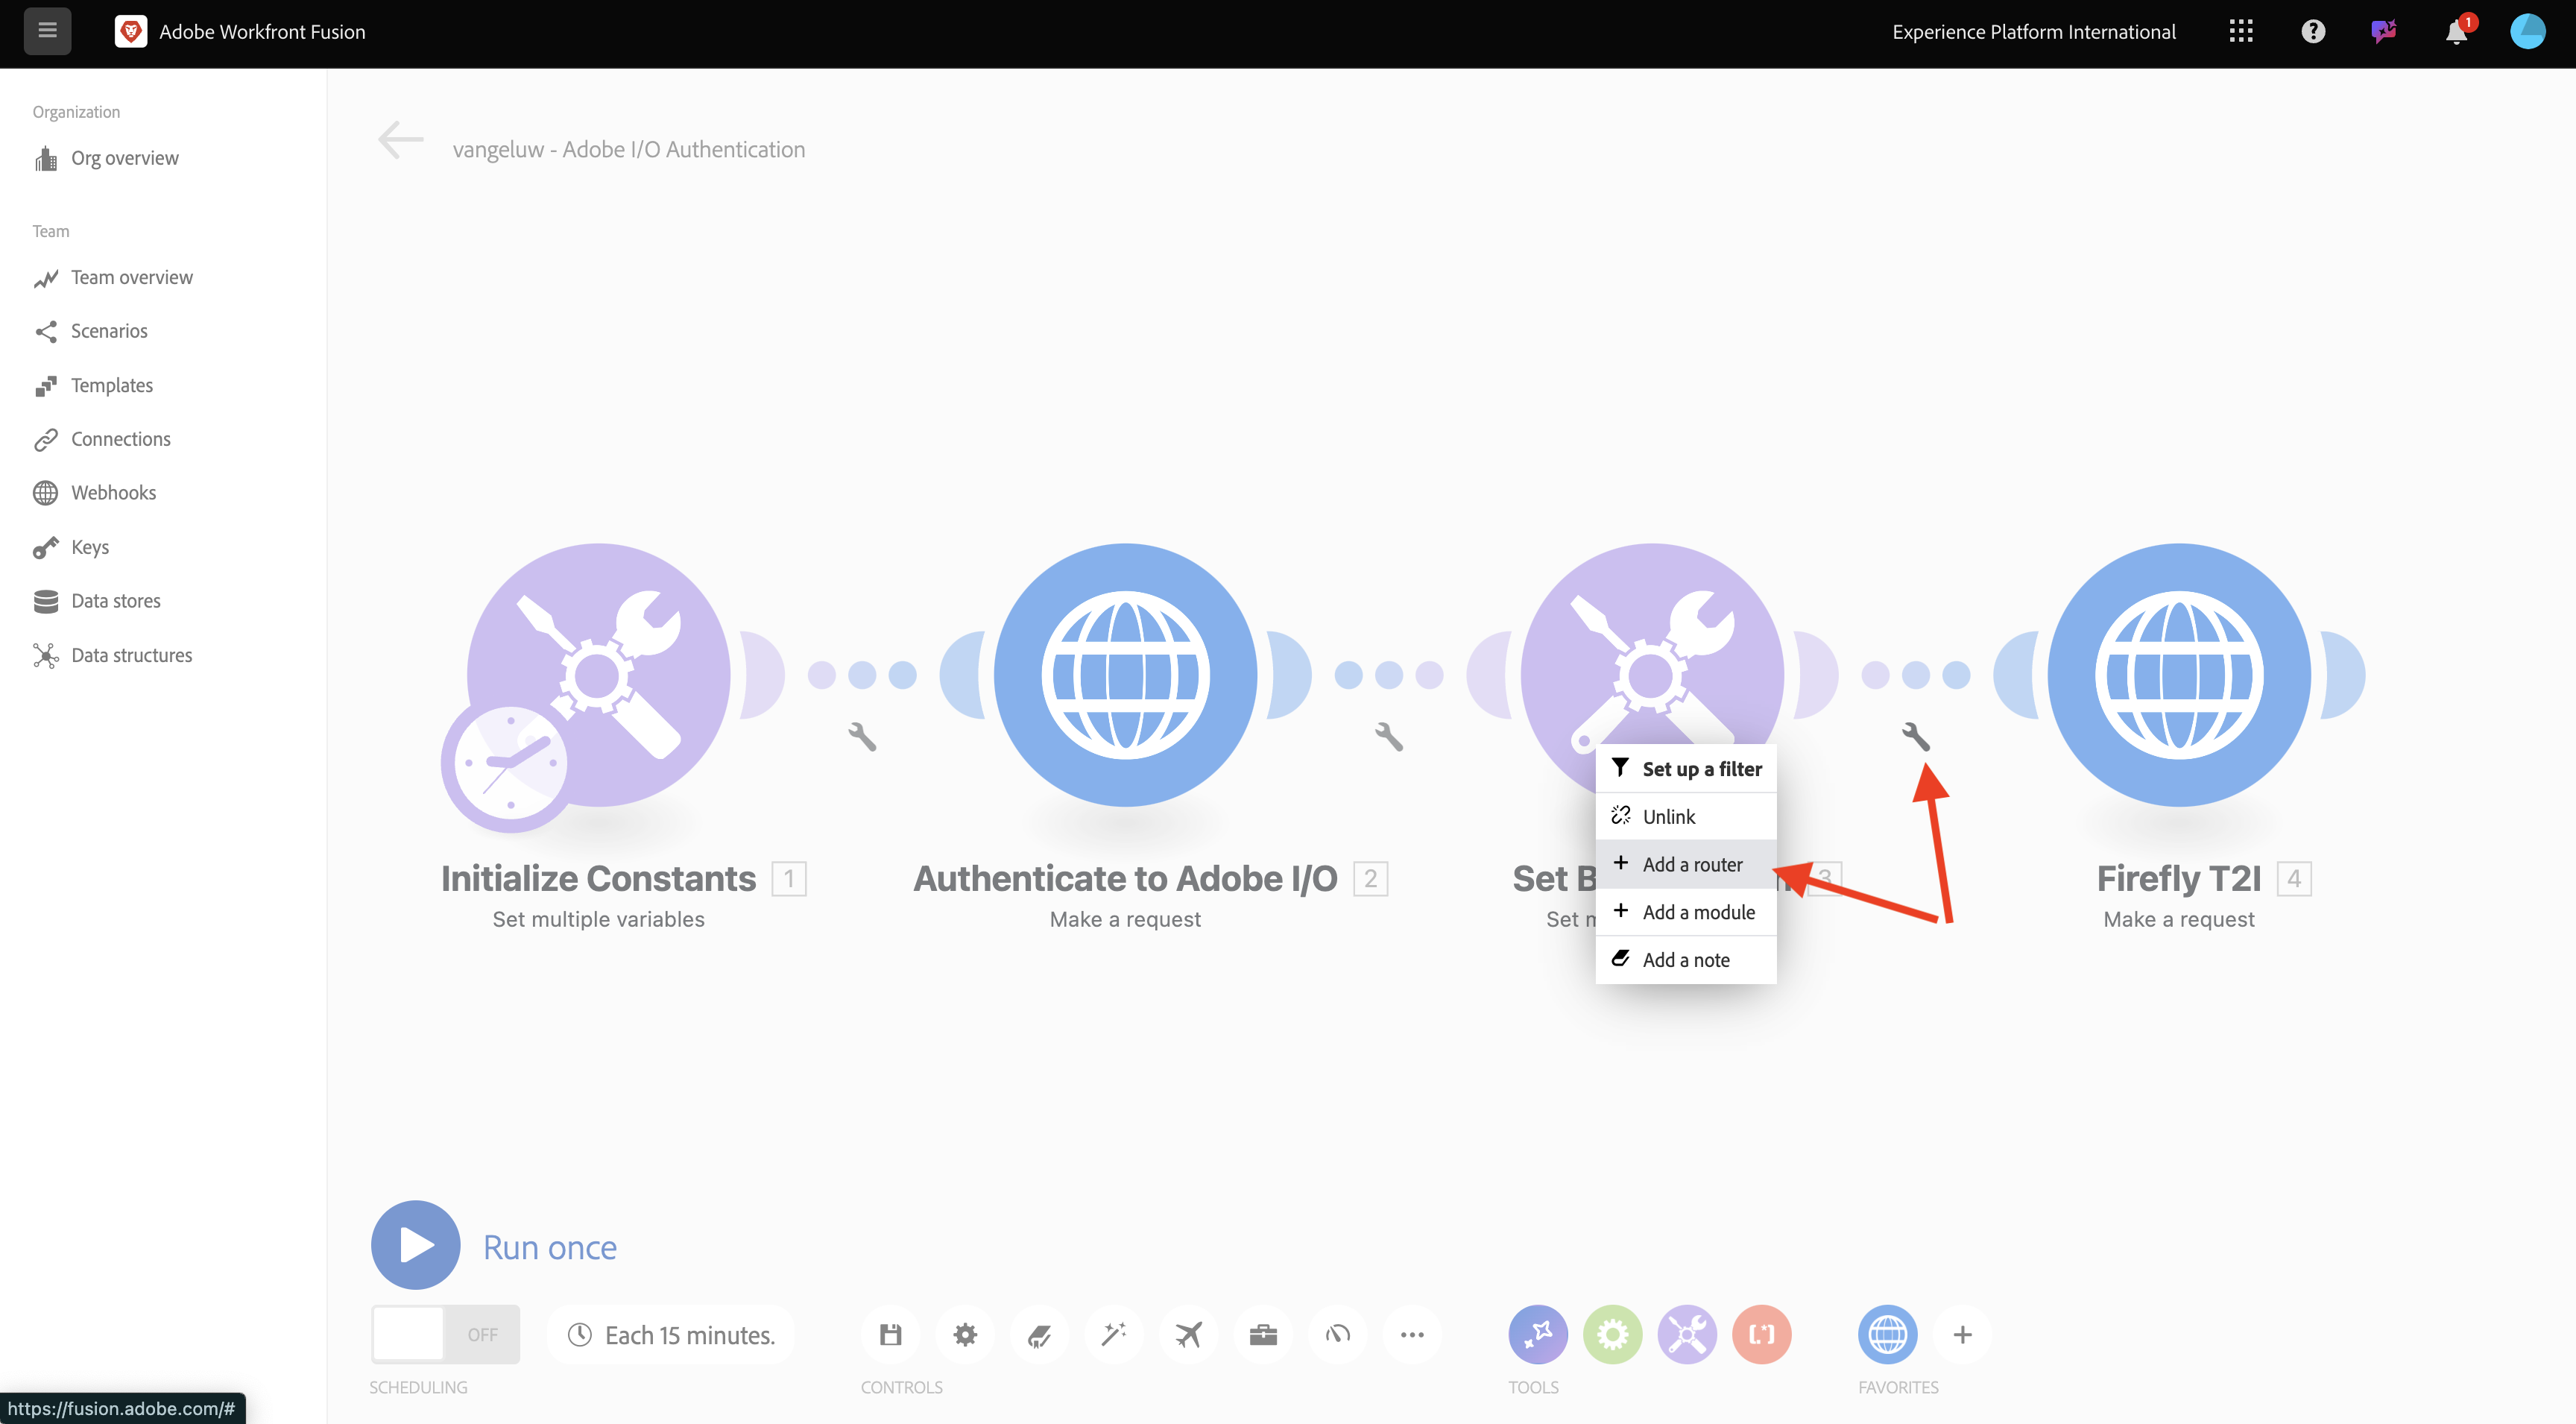 Adobe Workfront Fusion
Experience Platform International
1
Organization
Org overview
Team
Team overview
Scenarios
Templates
Connections
Webhooks
Keys
Data stores
Data structures
vangeluw - Adobe I/O Authentication
Initialize Constants 1
Set multiple variables
Authenticate to Adobe I/O 2
Make a request
Set B
3
Set
Set up a filter
Unlink
Add a router
Add a module
Add a note
Firefly T2I 4
Make a request
Run once
OFF
Each 15 minutes.
SCHEDULING
CONTROLS
TOOLS
FAVORITES
https://fusion.adobe.com/#